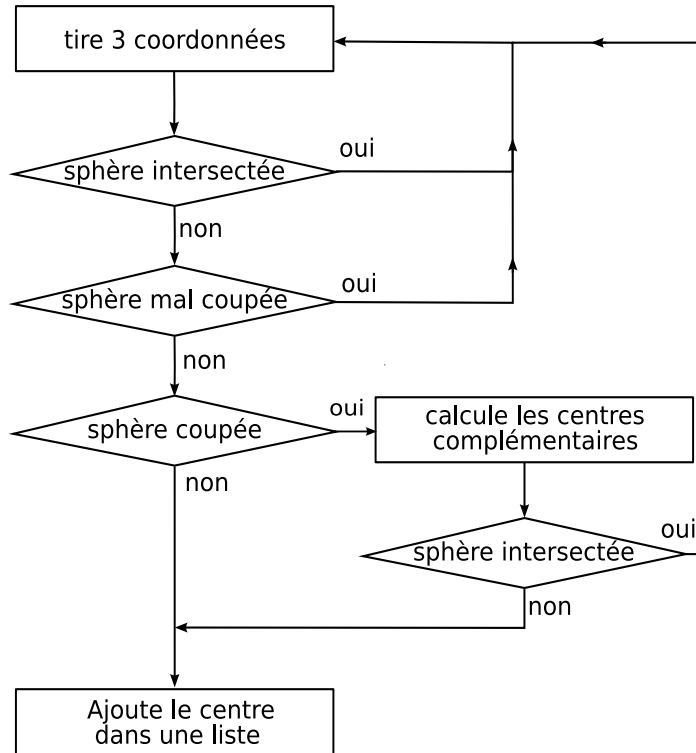 tire 3 coordonnées
sphère intersectée
oui
non
sphère mal coupée
oui
non
sphère coupée
oui
non
calcule les centres
complémentaires
sphère intersectée
oui
non
Ajoute le centre
dans une liste